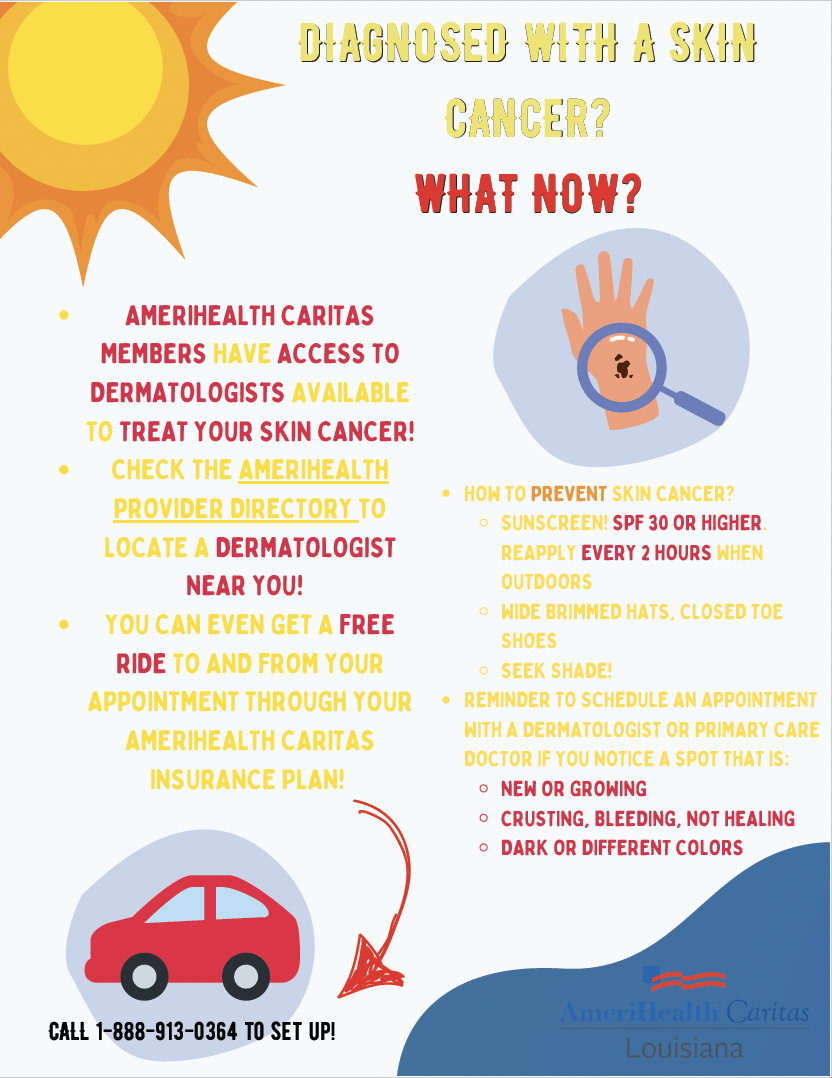 DIAGNOSED WITH A SKIN
CANCER?
WHAT NOW?
• AMERIHEALTH CARITAS
MEMBERS HAVE ACCESS TO
DERMATOLOGISTS AVAILABLE
TO TREAT YOUR SKIN CANCER!
• CHECK THE AMERIHEALTH
PROVIDER DIRECTORY TO
LOCATE A DERMATOLOGIST
NEAR YOU!
• YOU CAN EVEN GET A FREE
RIDE TO AND FROM YOUR
APPOINTMENT THROUGH YOUR
AMERIHEALTH CARITAS
INSURANCE PLAN!
CALL 1-888-913-0364 TO SET UP!
• HOW TO PREVENT SKIN CANCER?
○ SUNSCREEN! SPF 30 OR HIGHER.
REAPPLY EVERY 2 HOURS WHEN
OUTDOORS
○ WIDE BRIMMED HATS, CLOSED TOE
SHOES
○ SEEK SHADE!
• REMINDER TO SCHEDULE AN APPOINTMENT
WITH A DERMATOLOGIST OR PRIMARY CARE
DOCTOR IF YOU NOTICE A SPOT THAT IS:
○ NEW OR GROWING
○ CRUSTING, BLEEDING, NOT HEALING
○ DARK OR DIFFERENT COLORS
AmeriHealth Caritas
Louisiana